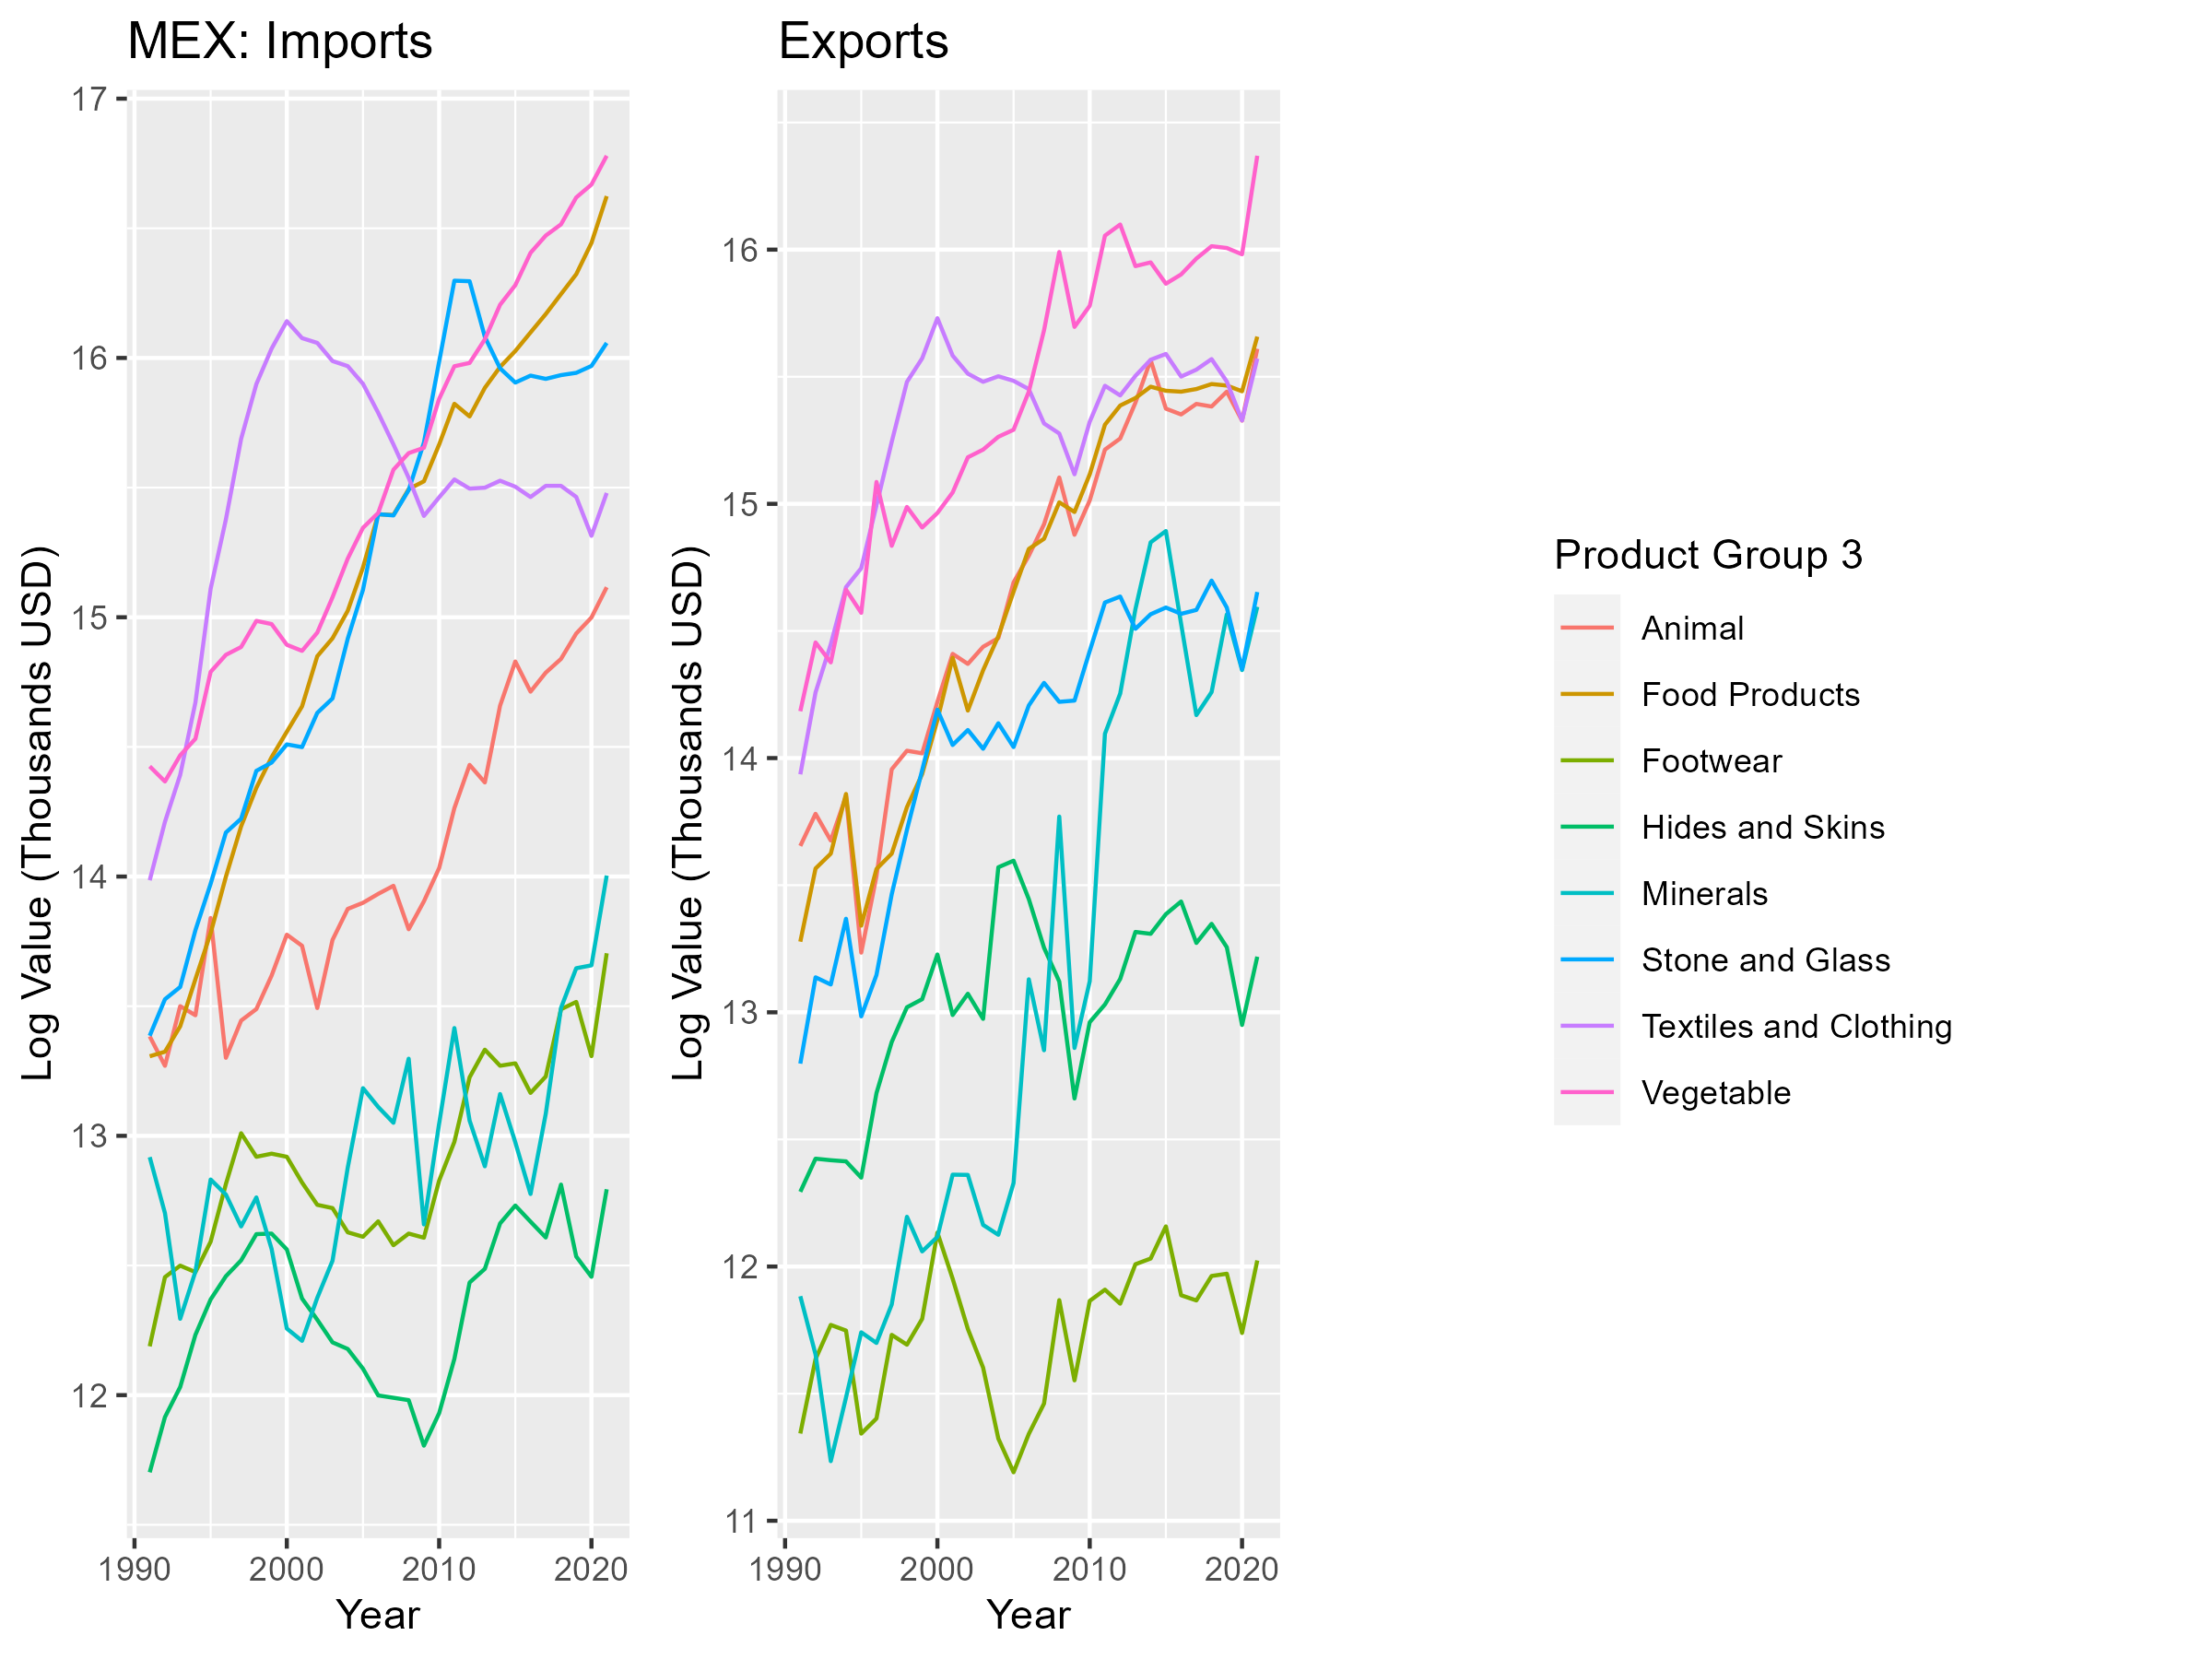 MEX: Imports
Exports
17
16
15
14
13
12
Log Value (Thousands USD)
1990
2000
2010
2020
Year
16
15
14
13
12
11
Log Value (Thousands USD)
1990
2000
2010
2020
Year
Product Group 3
Animal
Food Products
Footwear
Hides and Skins
Minerals
Stone and Glass
Textiles and Clothing
Vegetable